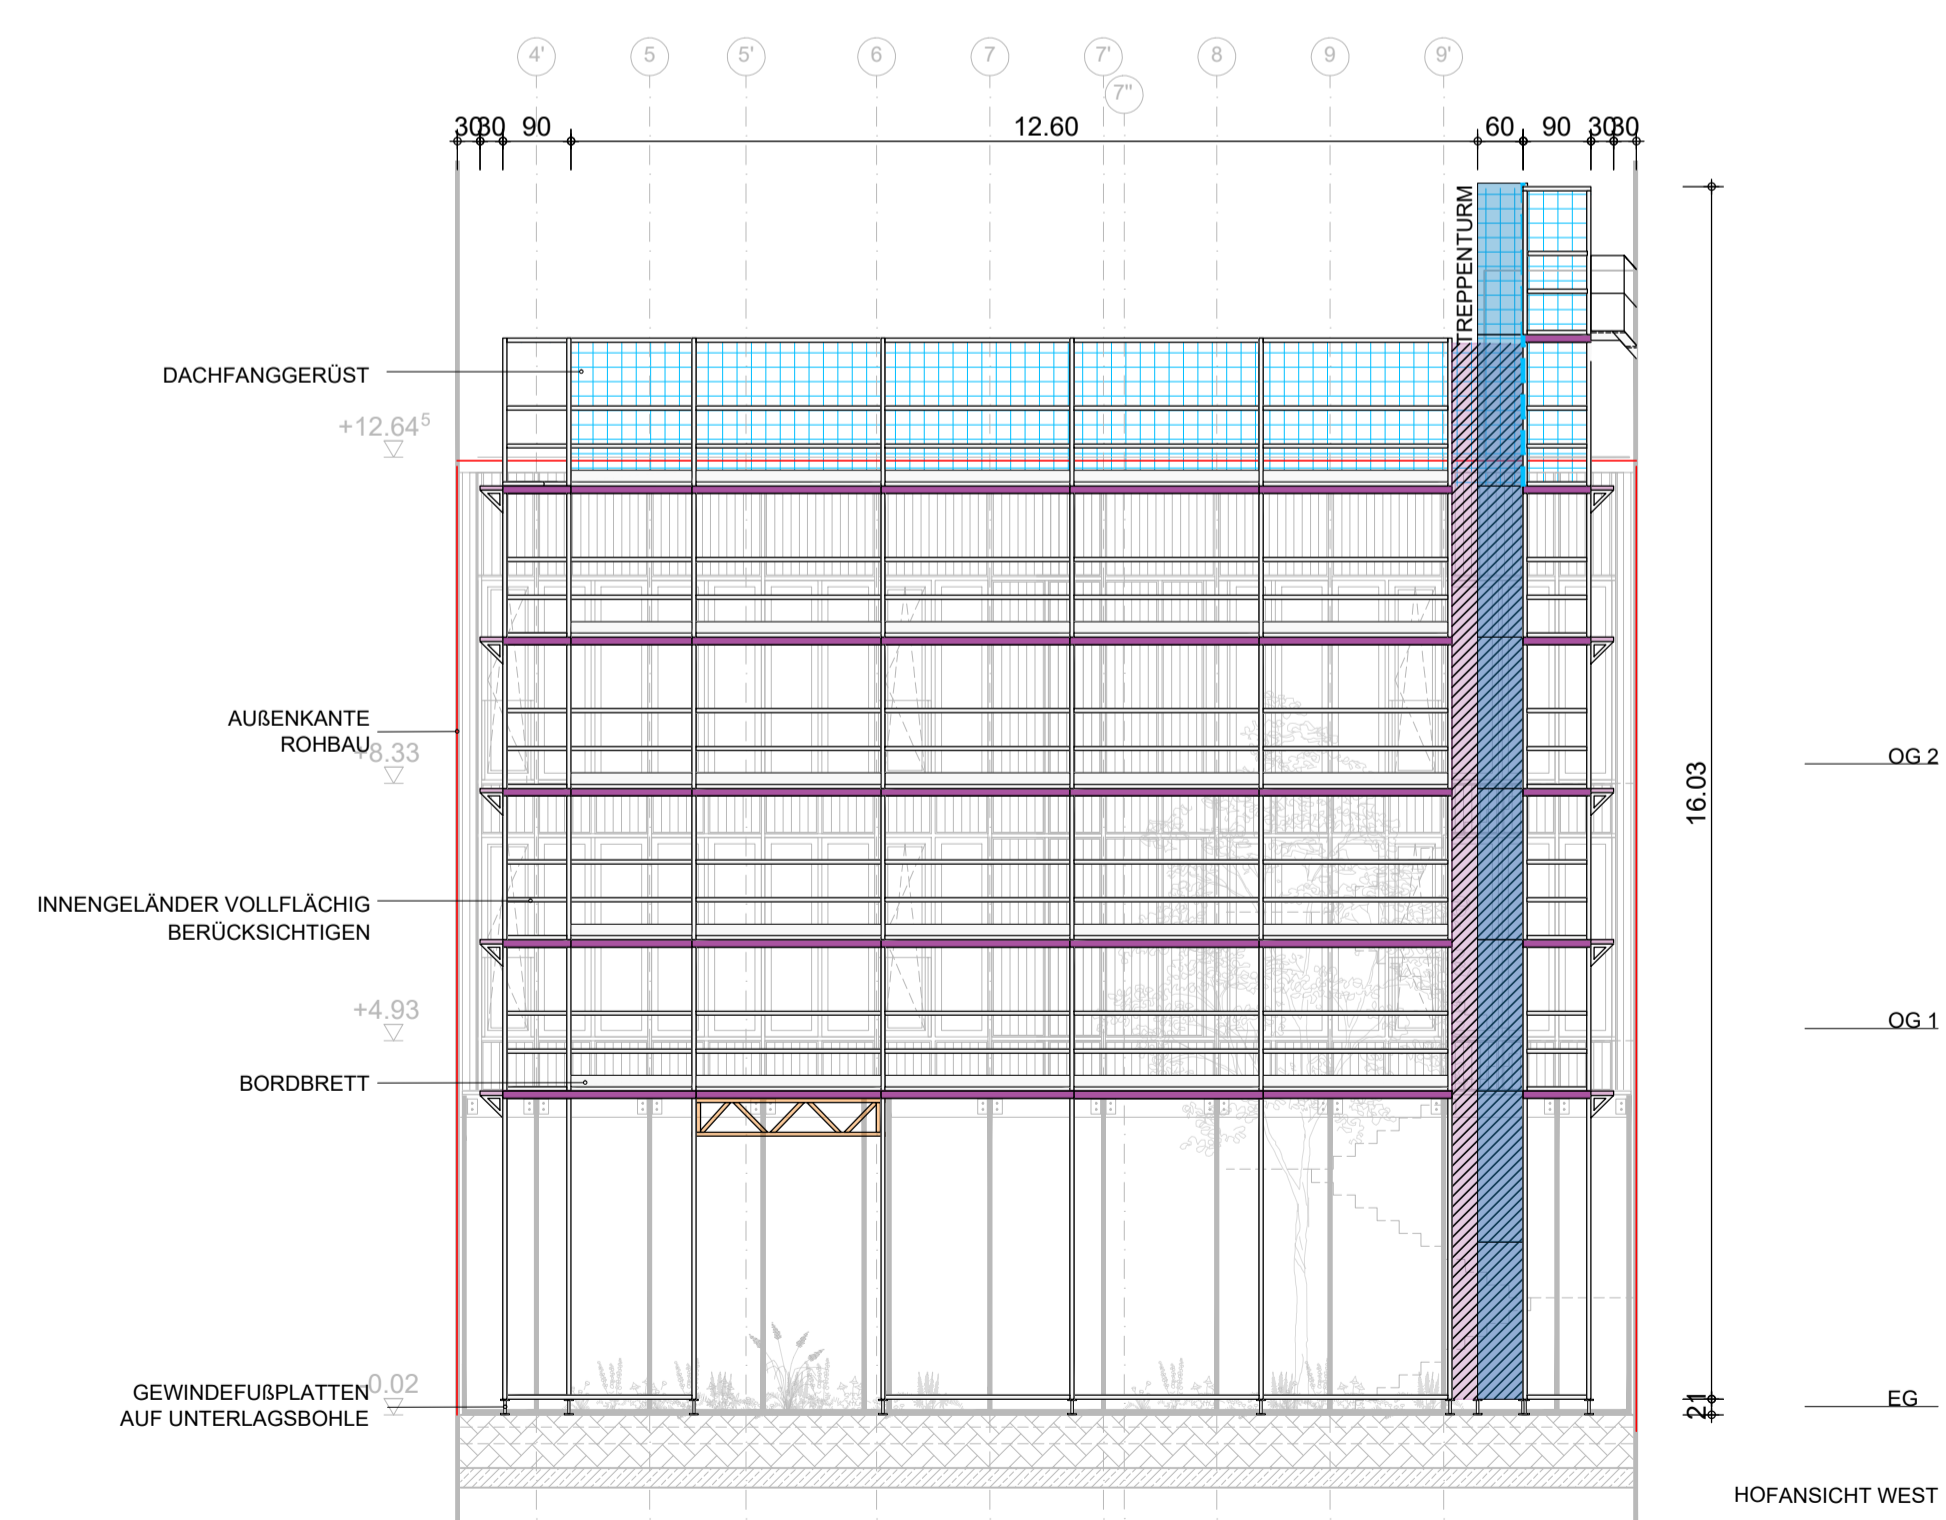 4' 5 5' 6 7 7' 8 9 9'
7"
30 30 90 12.60 60 90 30 30
TREPPENTURM
DACHFANGGERÜST
+12.64⁵
AUßENKANTE
ROHBAU
+8.33
OG 2
16.03
INNENGELÄNDER VOLLFLÄCHIG
BERÜCKSICHTIGEN
+4.93
OG 1
BORDBRETT
GEWINDEFUßPLATTEN
0.02
AUF UNTERLAGSBOHLE
21
EG
HOFANSICHT WEST